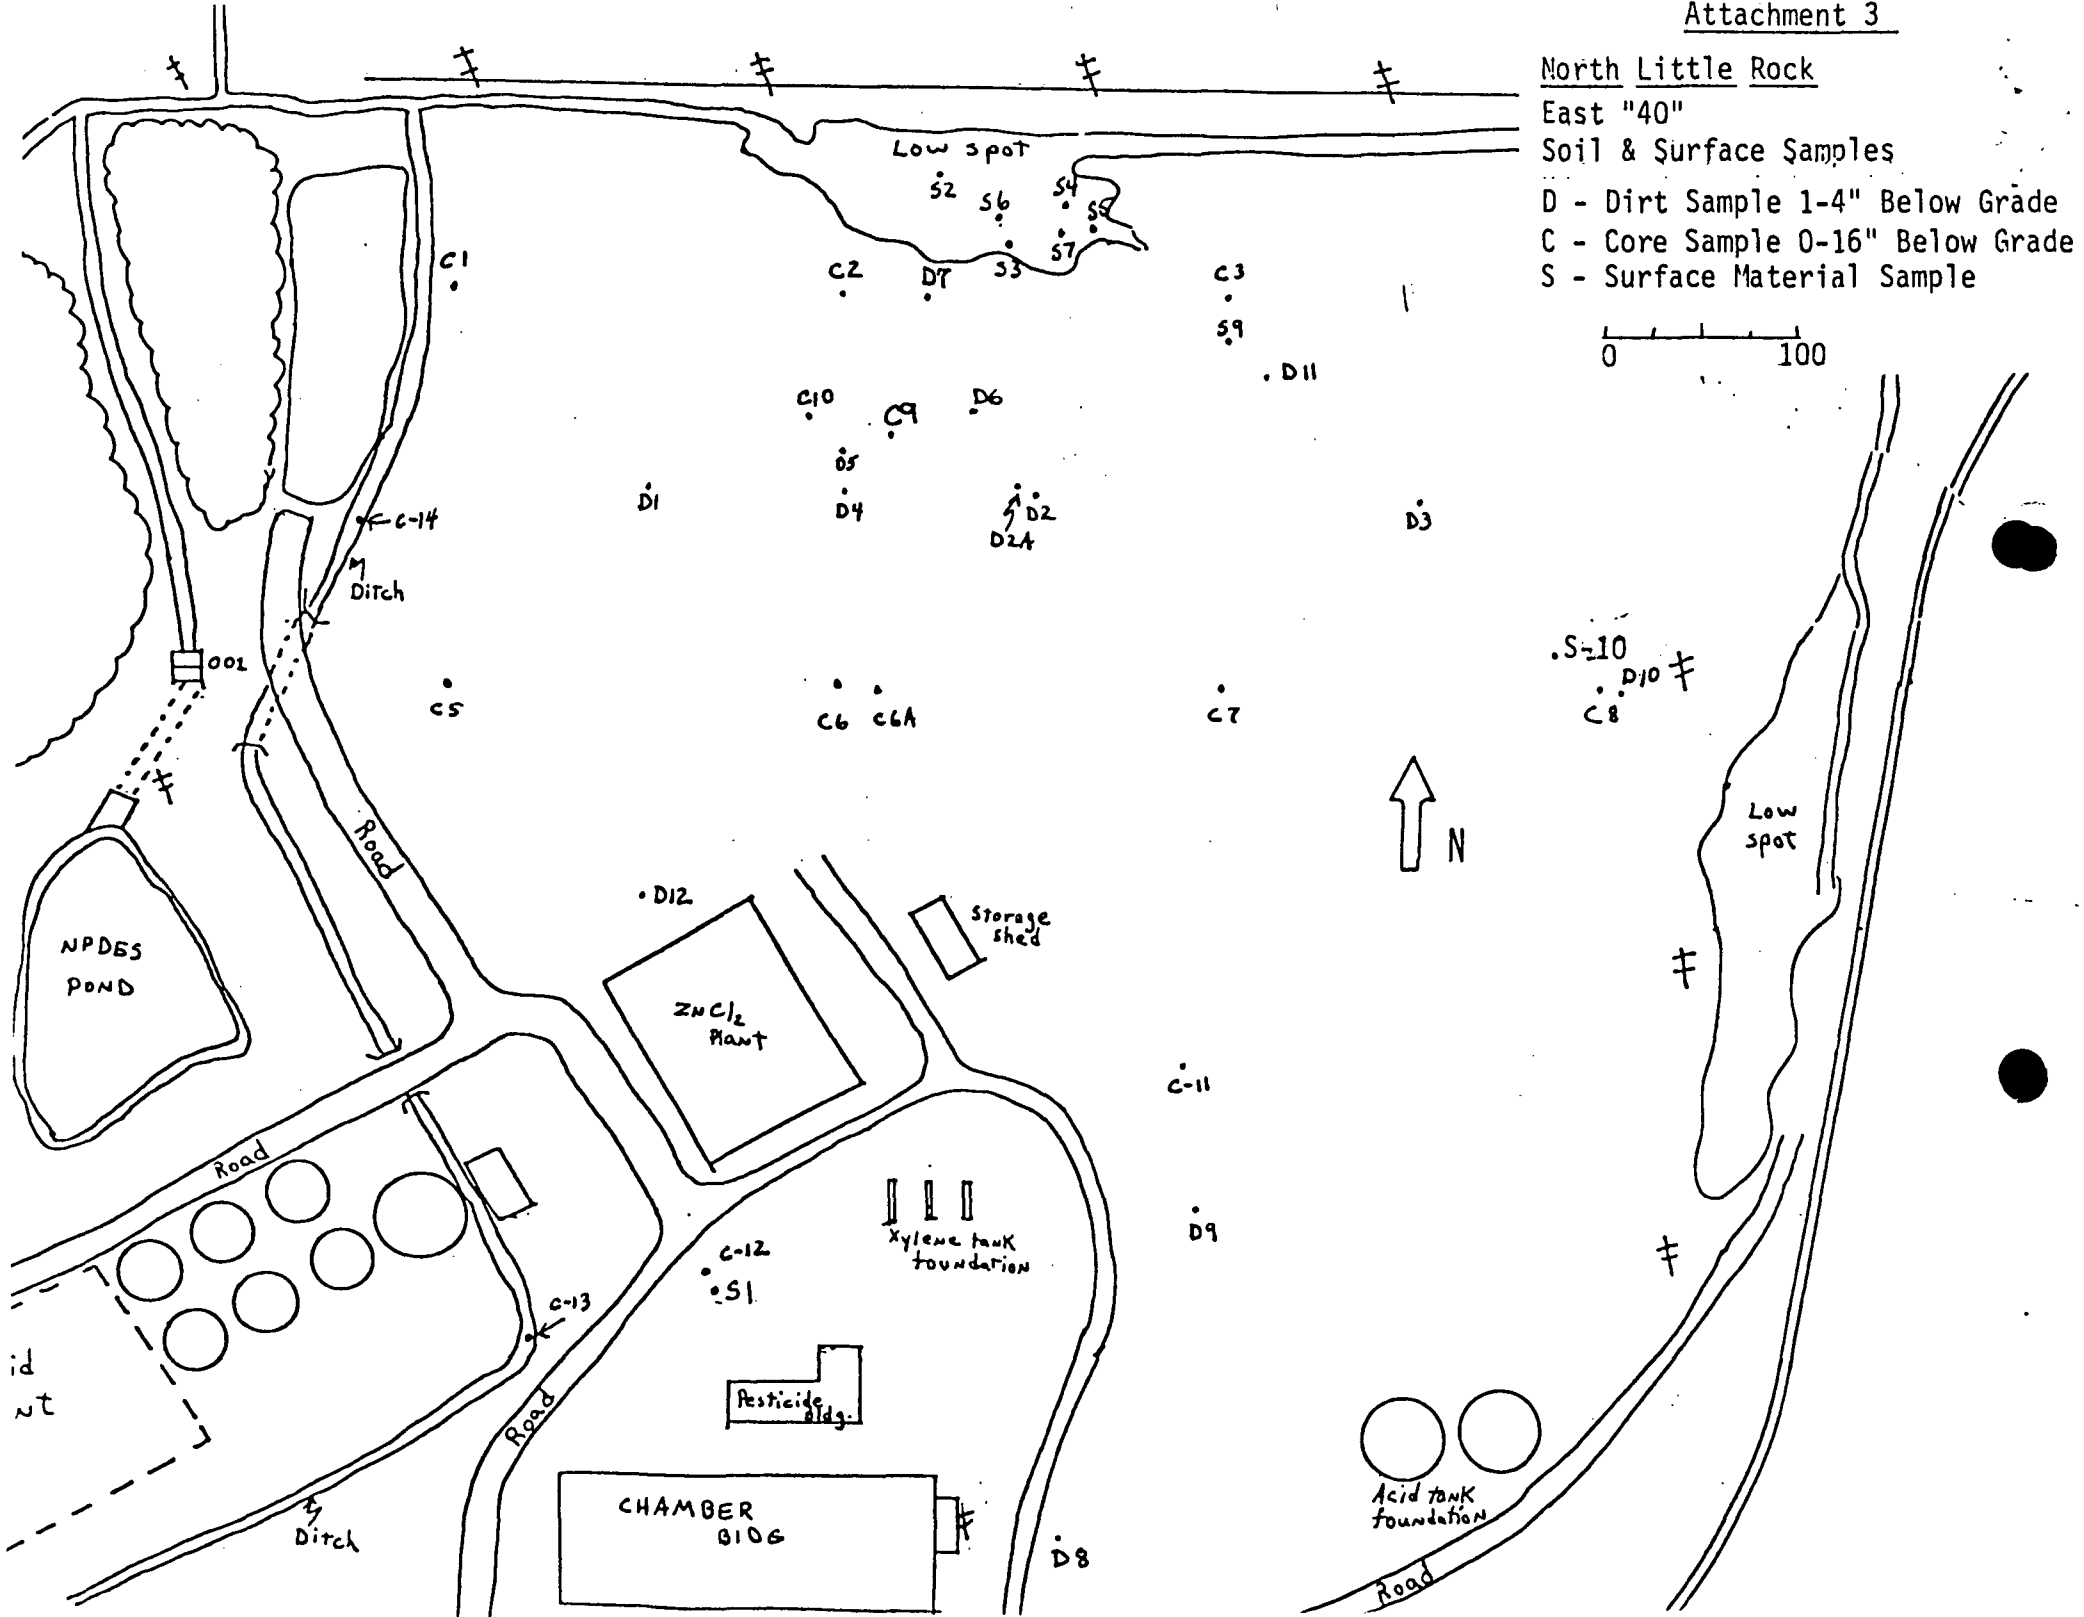 Attachment 3
North Little Rock
East "40"
Soil & Surface Samples
D - Dirt Sample 1-4" Below Grade
C - Core Sample 0-16" Below Grade
S - Surface Material Sample
0 100
Low spot
S2
S6
S4
S5
S7
S3
C1
C2
D7
C3
S9
D11
C10
C9
D6
D5
D1
D4
D2
D2A
D3
C-14
Ditch
001
S-10
D10
C5
C6
C6A
C7
C8
N
Road
Low
spot
D12
Storage
shed
NPDES
POND
ZNCl2
Plant
C-11
Road
Xylene tank
foundation
D9
C-12
S1
C-13
id
nt
Pesticide
bldg.
Road
CHAMBER
BldG
Ditch
D8
Acid tank
foundation
Road